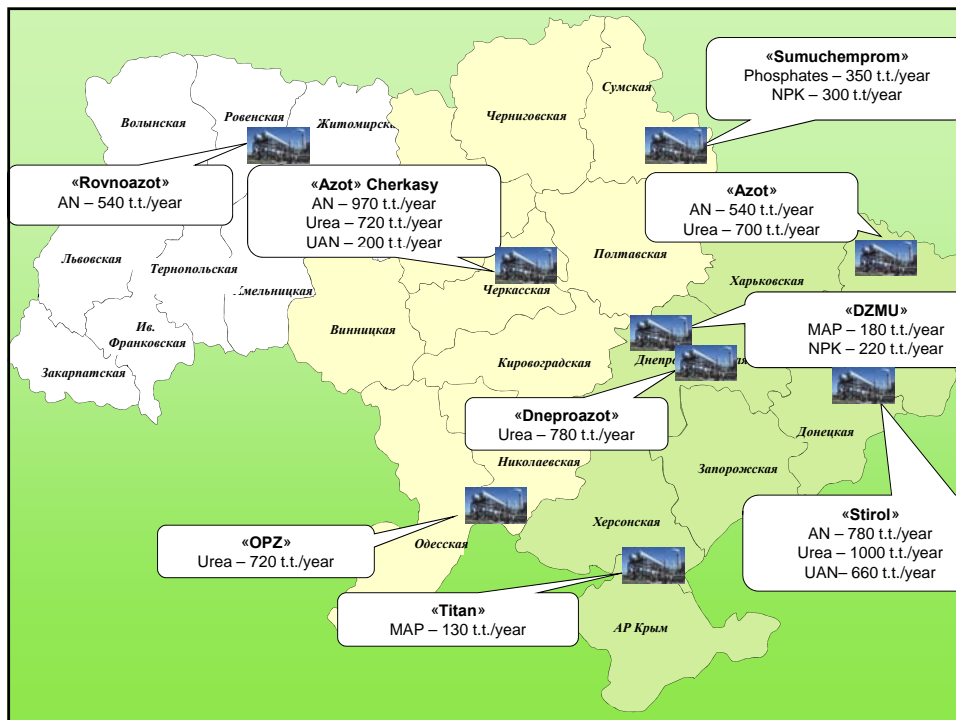 «Sumuchemprom»
Phosphates – 350 t.t./year
NPK – 300 t.t/year
Сумская
Черниговская
Волынская
Ровенская
Житомирск
«Rovnoazot»
AN – 540 t.t./year
«Azot» Cherkasy
AN – 970 t.t./year
Urea – 720 t.t./year
UAN – 200 t.t./year
«Azot»
AN – 540 t.t./year
Urea – 700 t.t./year
Львовская
Тернопольская
Хмельницкая
Полтавская
Харьковская
Черкасская
Винницкая
Ив.
Франковская
Закарпатская
Кировоградская
Днепро
ая
«DZMU»
MAP – 180 t.t./year
NPK – 220 t.t./year
«Dneproazot»
Urea – 780 t.t./year
Донецкая
Николаевская
Запорожская
Херсонская
Одесская
«OPZ»
Urea – 720 t.t./year
«Stirol»
AN – 780 t.t./year
Urea – 1000 t.t./year
UAN– 660 t.t./year
«Titan»
MAP – 130 t.t./year
АР Крым